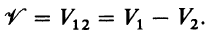 𝒱 = V₁₂ = V₁ − V₂.